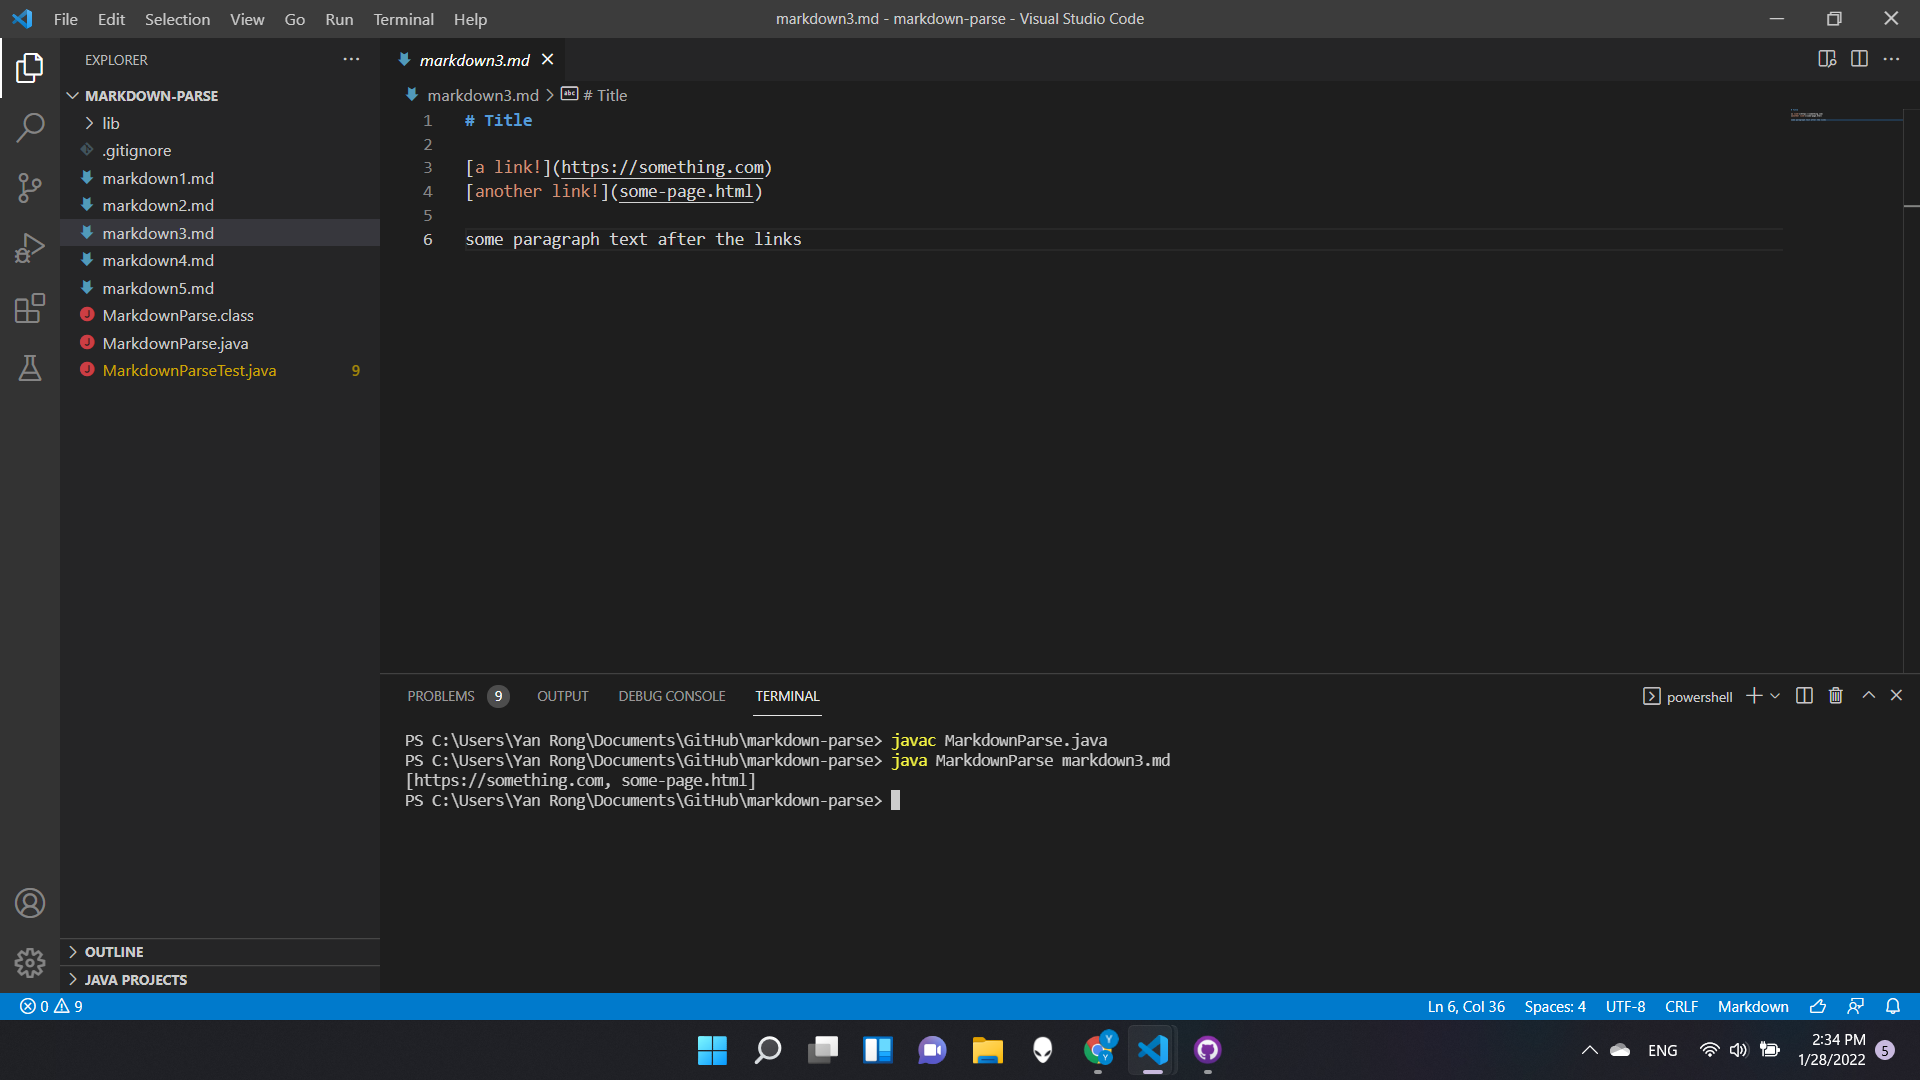 File Edit Selection View Go Run Terminal Help
markdown3.md - markdown-parse - Visual Studio Code
EXPLORER
MARKDOWN-PARSE
lib
.gitignore
markdown1.md
markdown2.md
markdown3.md
markdown4.md
markdown5.md
MarkdownParse.class
MarkdownParse.java
MarkdownParseTest.java 9
OUTLINE
JAVA PROJECTS
markdown3.md
markdown3.md > # Title
1 # Title
2
3 [a link!](https://something.com)
4 [another link!](some-page.html)
5
6 some paragraph text after the links
PROBLEMS 9 OUTPUT DEBUG CONSOLE TERMINAL
powershell
PS C:\Users\Yan Rong\Documents\GitHub\markdown-parse> javac MarkdownParse.java
PS C:\Users\Yan Rong\Documents\GitHub\markdown-parse> java MarkdownParse markdown3.md
[https://something.com, some-page.html]
PS C:\Users\Yan Rong\Documents\GitHub\markdown-parse>
0 9
Ln 6, Col 36 Spaces: 4 UTF-8 CRLF Markdown
ENG
2:34 PM
1/28/2022
5